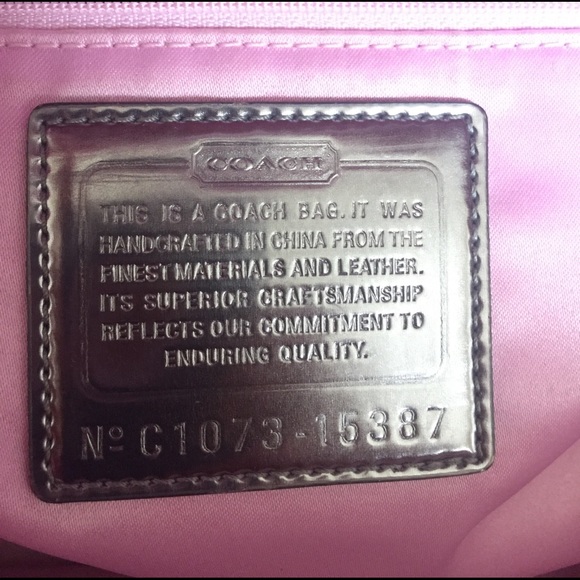 COACH
THIS IS A COACH BAG. IT WAS
HANDCRAFTED IN CHINA FROM THE
FINEST MATERIALS AND LEATHER.
ITS SUPERIOR CRAFTSMANSHIP
REFLECTS OUR COMMITMENT TO
ENDURING QUALITY.
Nº C1073-15387